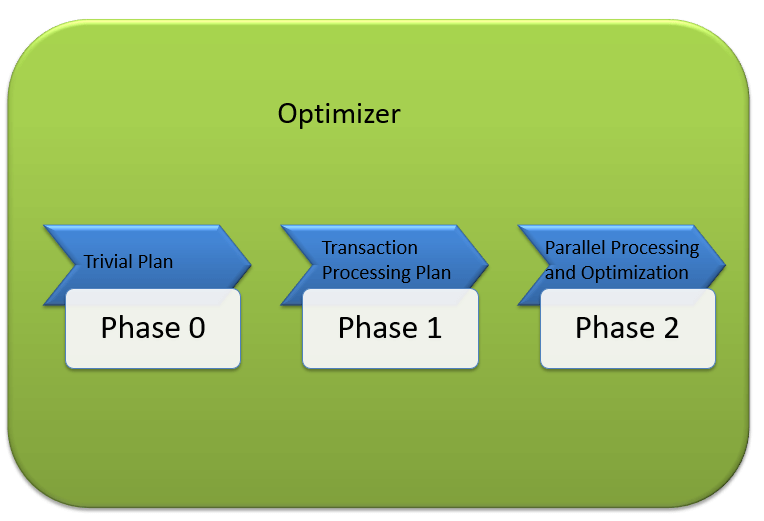 Optimizer
Trivial Plan
Transaction
Processing Plan
Parallel Processing
and Optimization
Phase 0
Phase 1
Phase 2